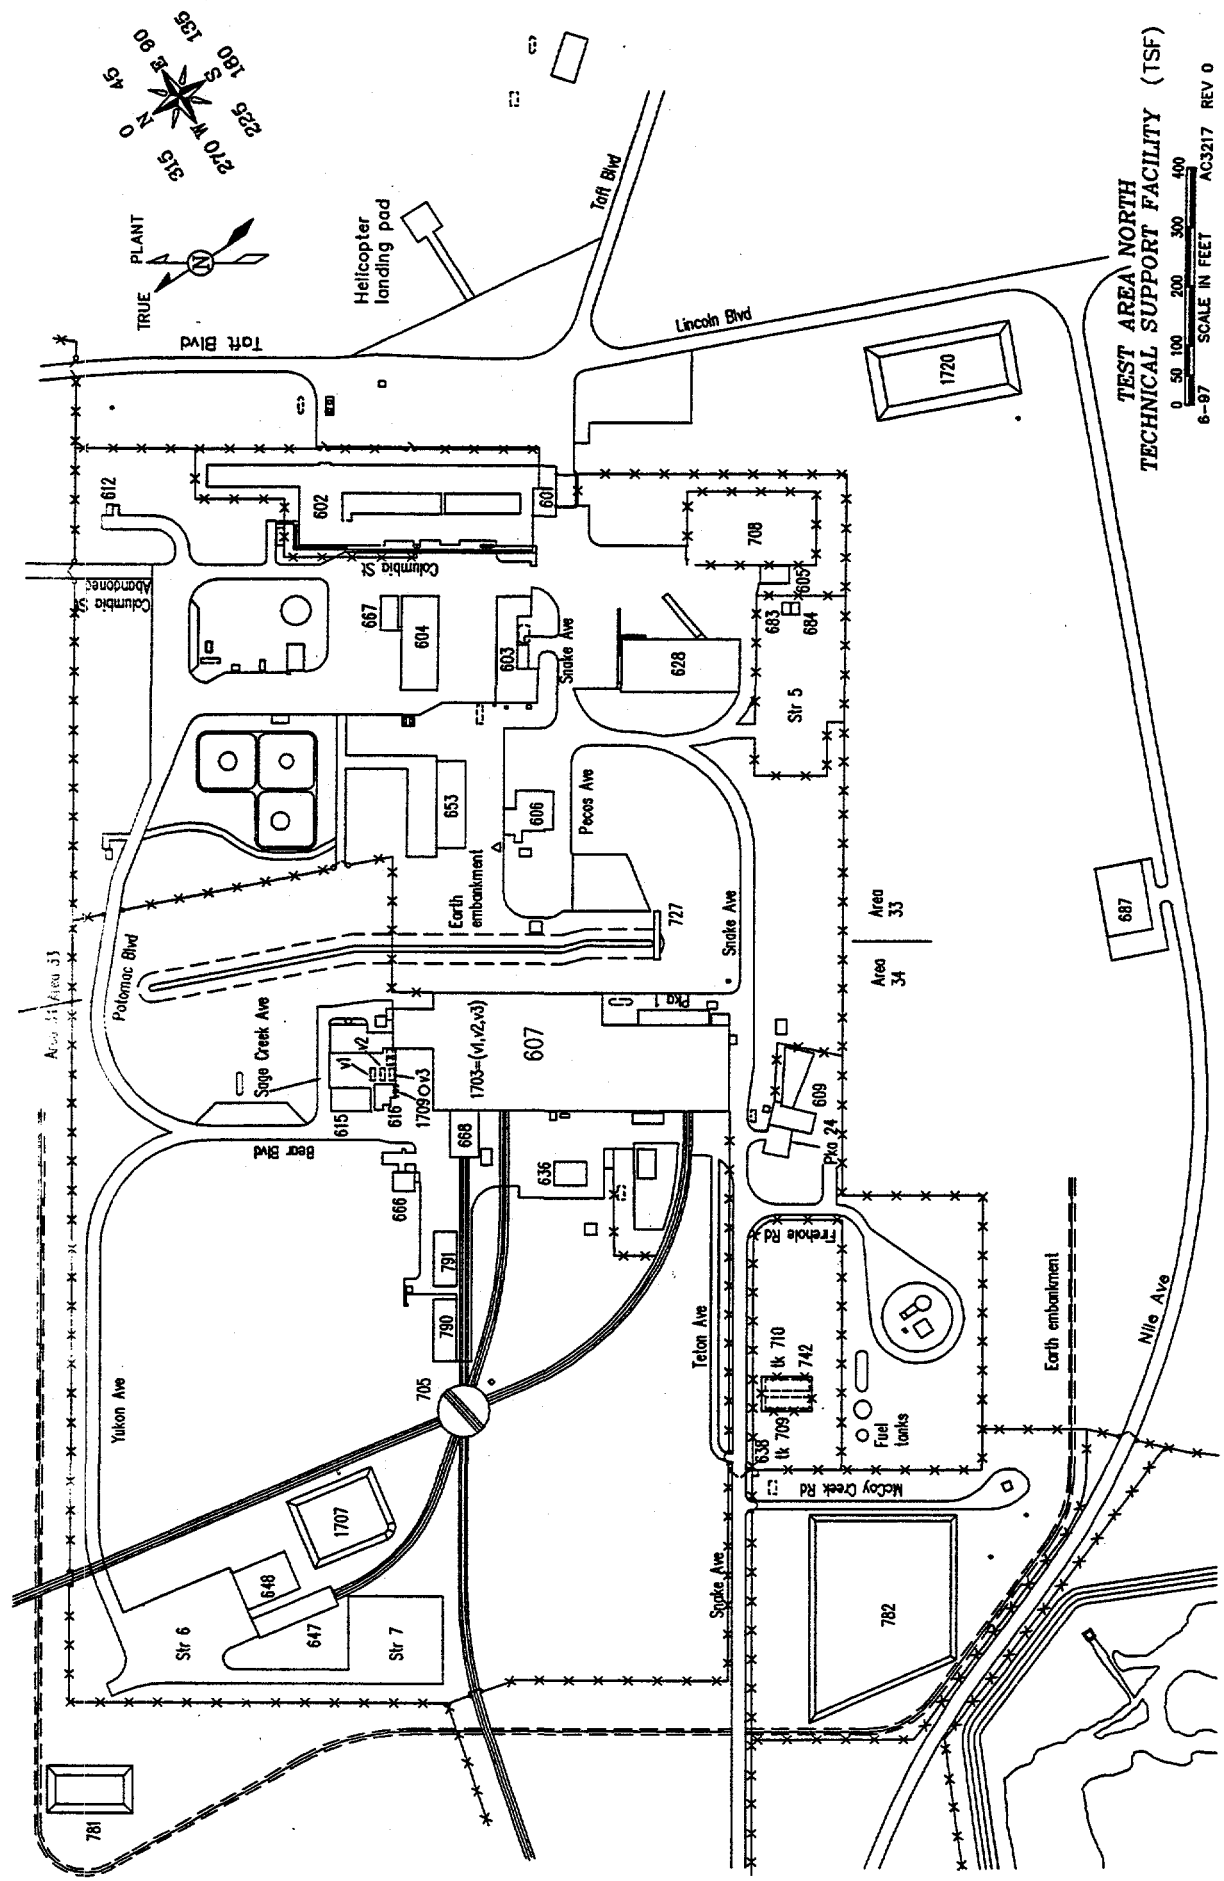 TEST AREA NORTH
TECHNICAL SUPPORT FACILITY (TSF)
0 50 100 200 300 400
SCALE IN FEET
6-97
AC3217 REV 0
N
0
45
E 90
135
S
180
225
W
270
315
TRUE
PLANT
N
Helicopter
landing pad
Taft Blvd
Taft Blvd
Lincoln Blvd
1720
612
602
601
Columbia St
Columbia St
Abandoned
708
605
683
684
667
604
603
Snake Ave
628
Str 5
653
606
Pecos Ave
Earth
embankment
727
Snake Ave
Area
33
Area
34
687
Potomac Blvd
Sage Creek Ave
v1
v2
v3
615
616
1709
1703=(v1,v2,v3)
607
Pka 1
609
Pka 24
Bear Blvd
668
636
666
791
790
705
Yukon Ave
Teton Ave
Firehole Rd
tk 710
742
tk 709
638
Fuel
tanks
McCoy Creek Rd
Earth embankment
Nile Ave
1707
648
647
Str 6
Str 7
Snake Ave
782
781